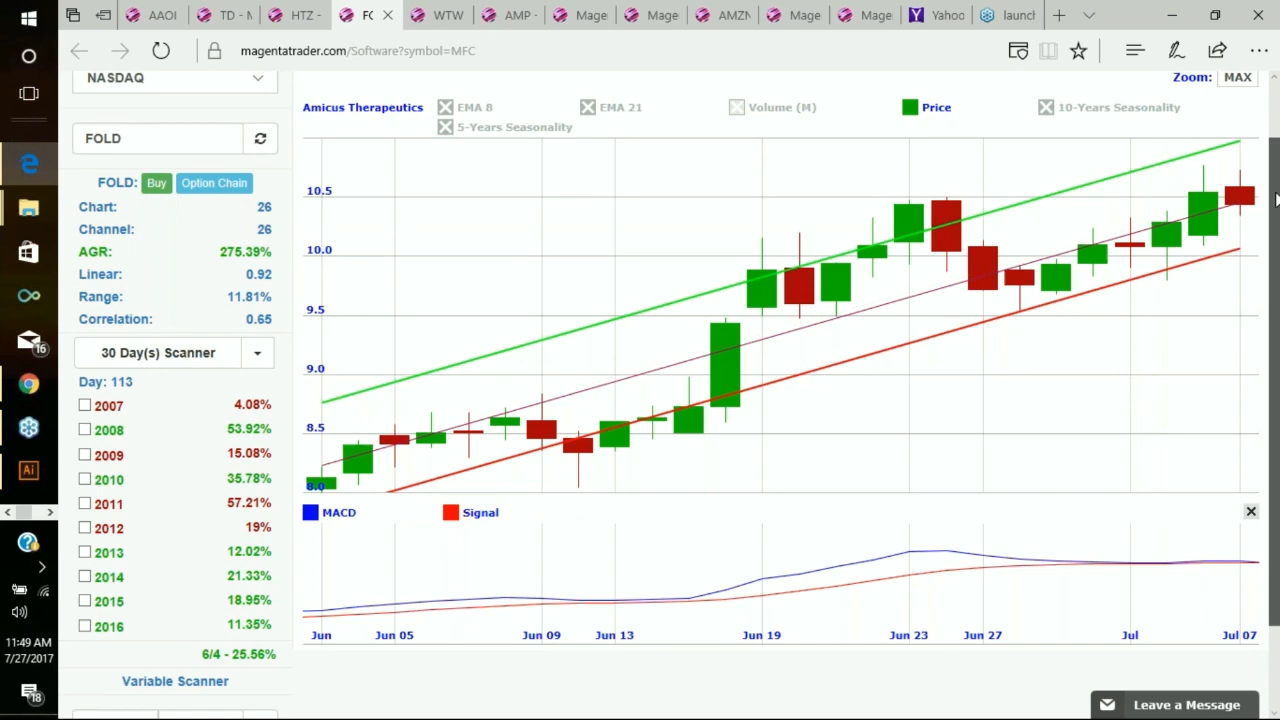 AAOI
TD - N
HTZ -
FC
WTW
AMP -
Mage
Mage
ANZN
Mage
Mage
Yahoo
launcl
magentatrader.com/Software?symbol=MFC
NASDAQ
FOLD
FOLD: Buy Option Chain
Chart: 26
Channel: 26
AGR: 275.39%
Linear: 0.92
Range: 11.81%
Correlation: 0.65
30 Day(s) Scanner
Day: 113
2007 4.08%
2008 53.92%
2009 15.08%
2010 35.78%
2011 57.21%
2012 19%
2013 12.02%
2014 21.33%
2015 18.95%
2016 11.35%
6/4 - 25.56%
Variable Scanner
Zoom: MAX
Amicus Therapeutics
EMA 8
EMA 21
Volume (M)
Price
10-Years Seasonality
5-Years Seasonality
10.5
10.0
9.5
9.0
8.5
8.0
MACD
Signal
Jun
Jun 05
Jun 09
Jun 13
Jun 19
Jun 23
Jun 27
Jul
Jul 07
Leave a Message
Ai
16
11:49 AM
7/27/2017
18